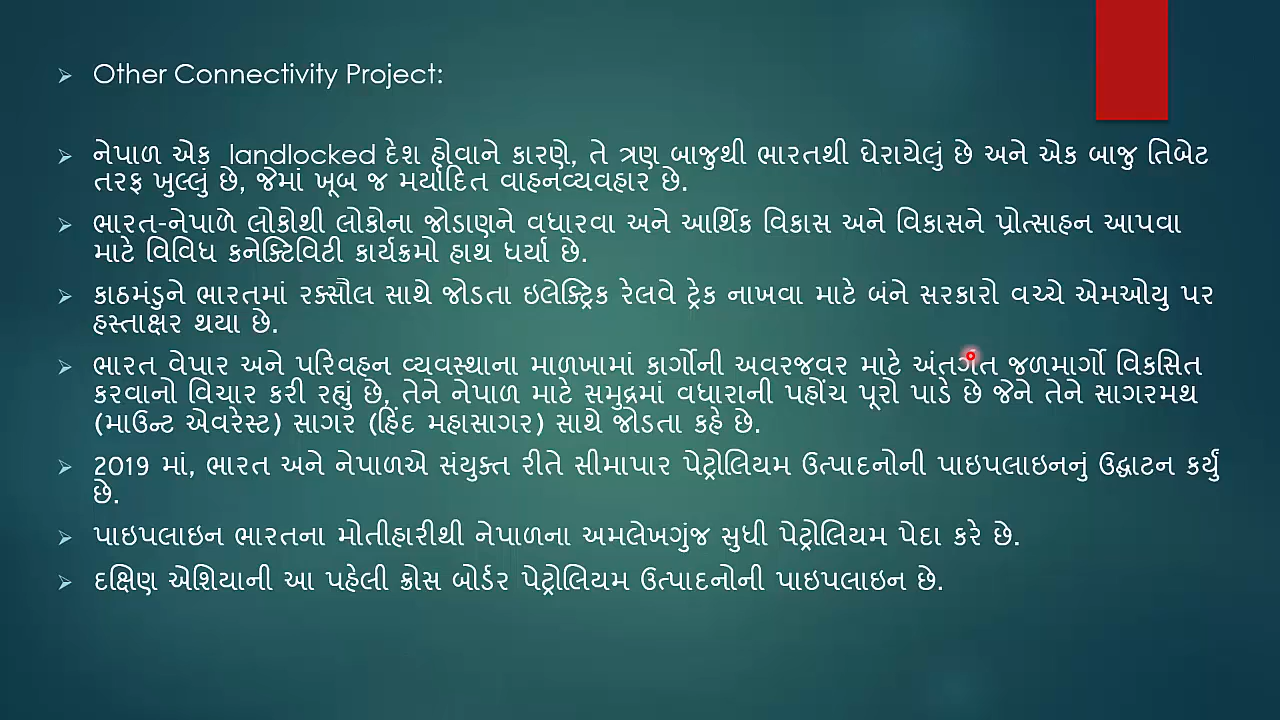 Other Connectivity Project:
નેપાળ એક landlocked દેશ હોવાને કારણે, તે ત્રણ બાજુથી ભારતથી ઘેરાયેલું છે અને એક બાજુ તિબેટ
તરફ ખુલ્લું છે, જેમાં ખૂબ જ મર્યાદિત વાહનવ્યવહાર છે.
ભારત-નેપાળે લોકોથી લોકોના જોડાણને વધારવા અને આર્થિક વિકાસ અને વિકાસને પ્રોત્સાહન આપવા
માટે વિવિધ કનેક્ટિવિટી કાર્યક્રમો હાથ ધર્યા છે.
કાઠમંડુને ભારતમાં રક્સૌલ સાથે જોડતા ઇલેક્ટ્રિક રેલવે ટ્રેક નાખવા માટે બંને સરકારો વચ્ચે એમઓયુ પર
હસ્તાક્ષર થયા છે.
ભારત વેપાર અને પરિવહન વ્યવસ્થાના માળખામાં કાર્ગોની અવરજવર માટે અંતર્ગત જળમાર્ગો વિકસિત
કરવાનો વિચાર કરી રહ્યું છે, તેને નેપાળ માટે સમુદ્રમાં વધારાની પહોંચ પૂરો પાડે છે જેને તેને સાગરમથ
(માઉન્ટ એવરેસ્ટ) સાગર (હિંદ મહાસાગર) સાથે જોડતા કહે છે.
2019 માં, ભારત અને નેપાળએ સંયુક્ત રીતે સીમાપાર પેટ્રોલિયમ ઉત્પાદનોની પાઇપલાઇનનું ઉદ્ઘાટન કર્યું
છે.
પાઇપલાઇન ભારતના મોતીહારીથી નેપાળના અમલેખગુંજ સુધી પેટ્રોલિયમ પેદા કરે છે.
દક્ષિણ એશિયાની આ પહેલી ક્રોસ બોર્ડર પેટ્રોલિયમ ઉત્પાદનોની પાઇપલાઇન છે.